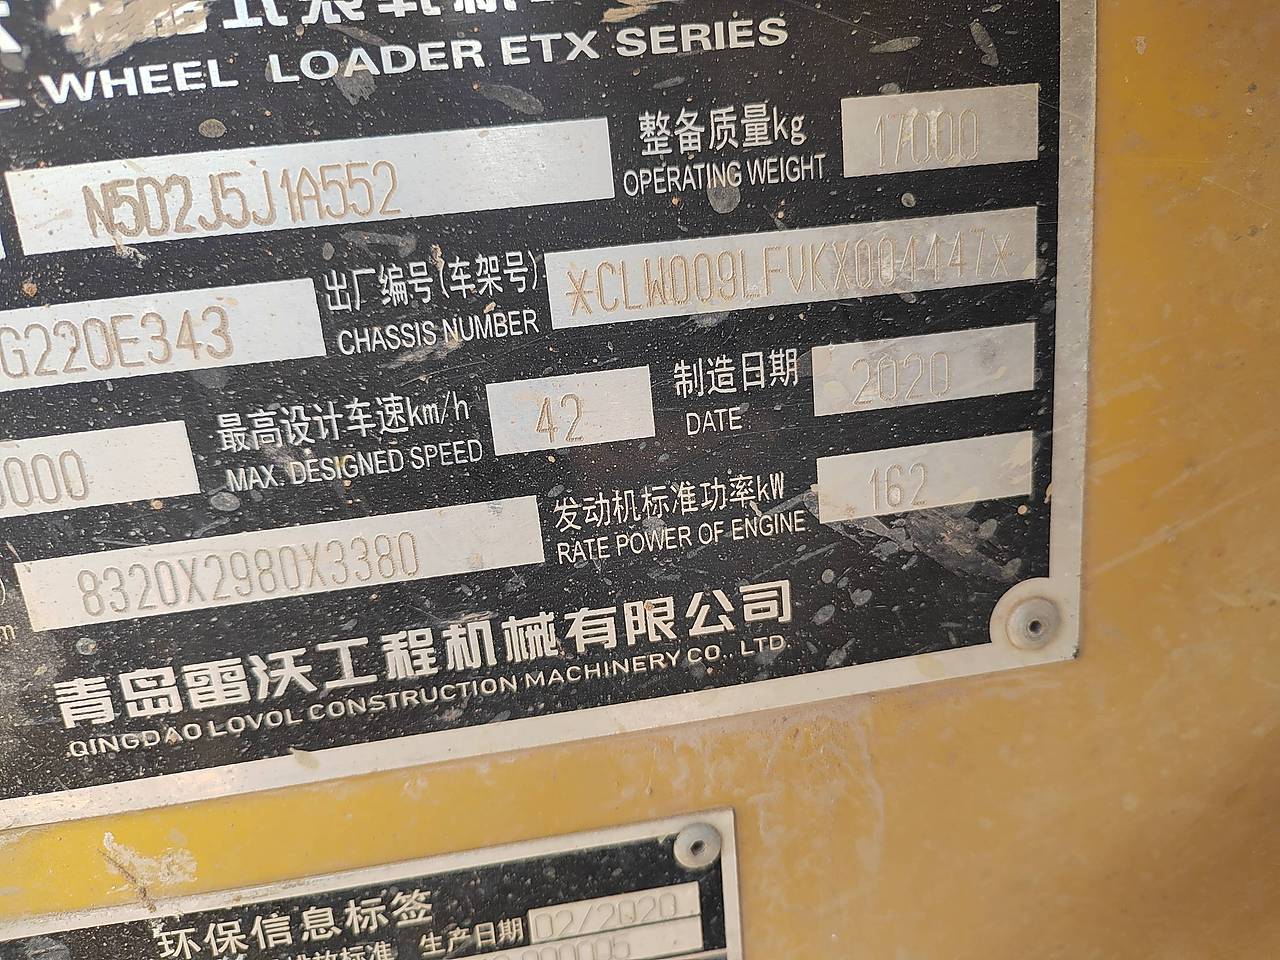 WHEEL LOADER ETX SERIES
N5D2J5J1A552
整备质量kg 17000
OPERATING WEIGHT
G220E343
出厂编号(车架号) *CLW009LFVKX004447*
CHASSIS NUMBER
000
最高设计车速km/h 42
MAX. DESIGNED SPEED
制造日期 2020
DATE
8320X2980X3380
发动机标准功率kW 162
RATE POWER OF ENGINE
青岛雷沃工程机械有限公司
QINGDAO LOVOL CONSTRUCTION MACHINERY CO., LTD.
环保信息标签
生产日期 02/2020